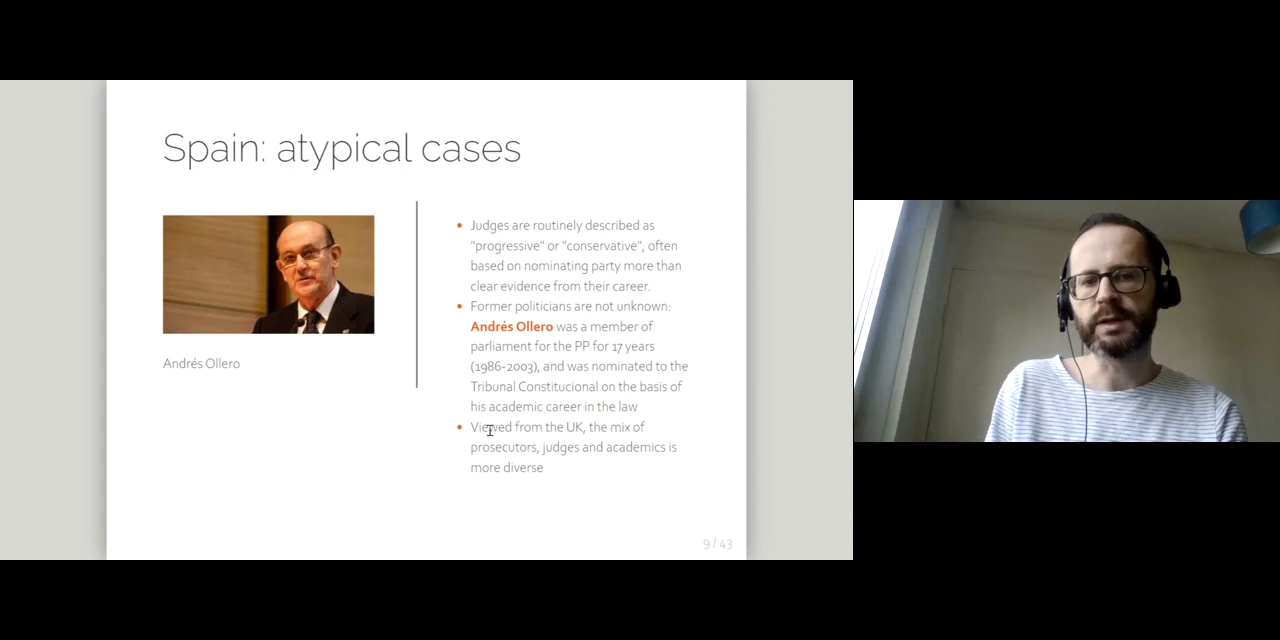 Spain: atypical cases
Andrés Ollero
• Judges are routinely described as
"progressive" or "conservative", often
based on nominating party more than
clear evidence from their career.
• Former politicians are not unknown:
Andrés Ollero was a member of
parliament for the PP for 17 years
(1986-2003), and was nominated to the
Tribunal Constitucional on the basis of
his academic career in the law
• Viewed from the UK, the mix of
prosecutors, judges and academics is
more diverse
9 / 43